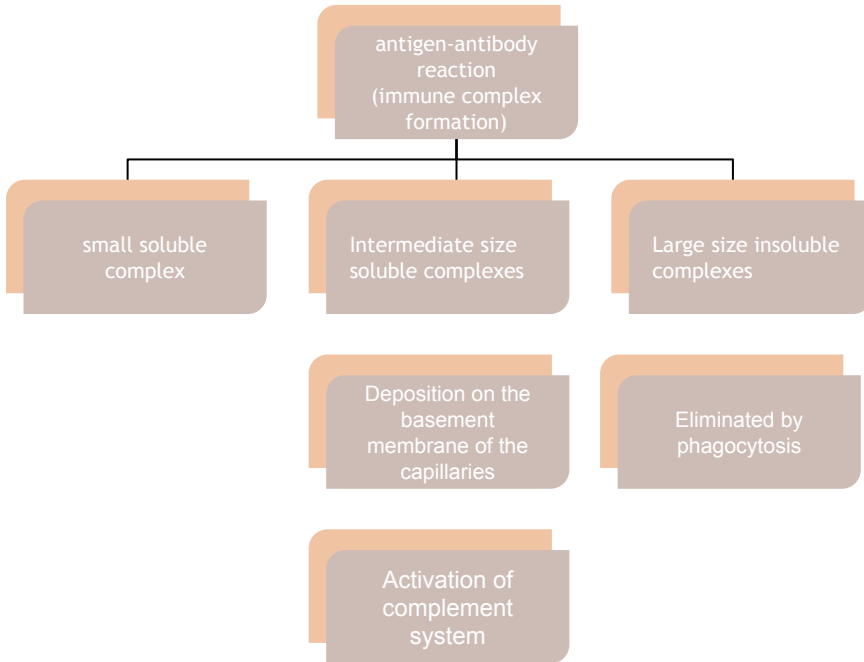 antigen-antibody
reaction
(immune complex
formation)
small soluble
complex
Intermediate size
soluble complexes
Large size insoluble
complexes
Deposition on the
basement
membrane of the
capillaries
Eliminated by
phagocytosis
Activation of
complement
system